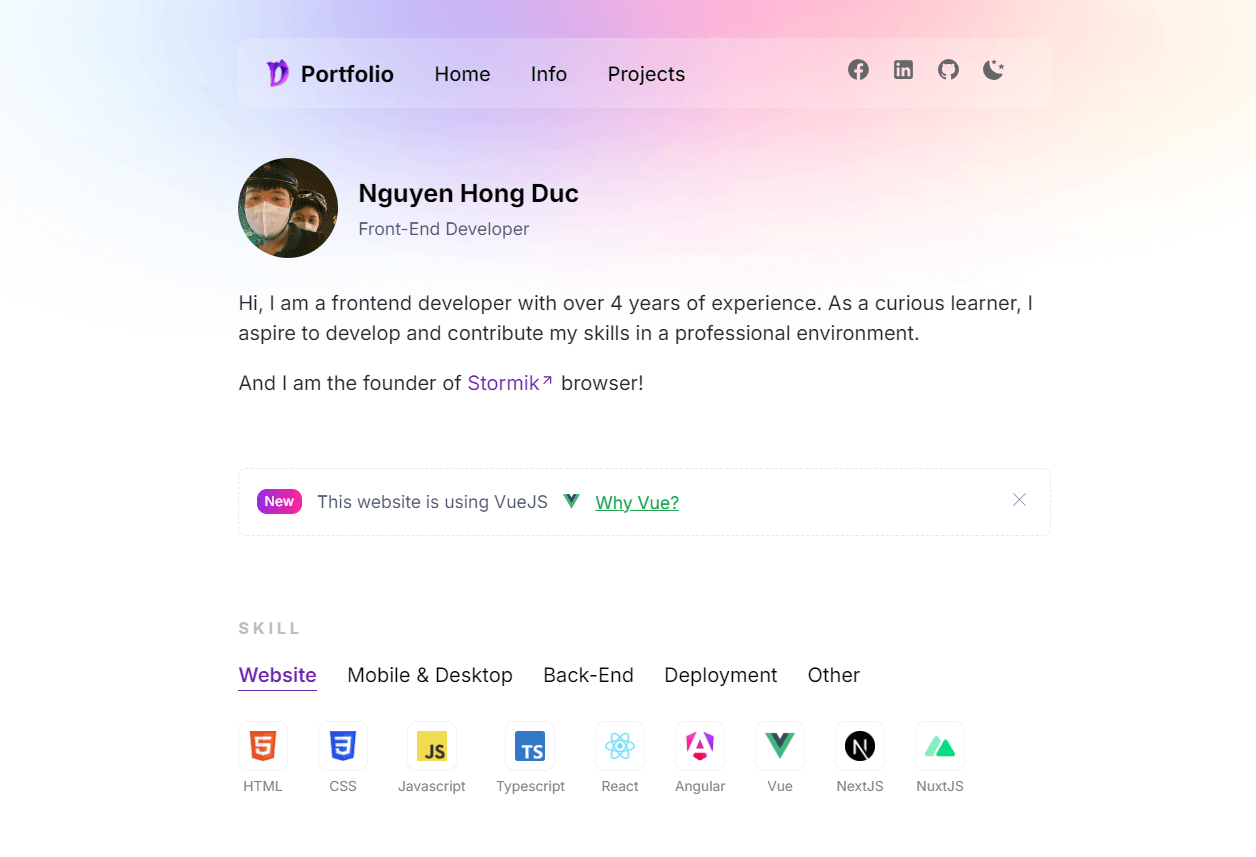 Portfolio Home Info Projects
Nguyen Hong Duc
Front-End Developer
Hi, I am a frontend developer with over 4 years of experience. As a curious learner, I
aspire to develop and contribute my skills in a professional environment.
And I am the founder of Stormik↗ browser!
New This website is using VueJS Why Vue?
SKILL
Website Mobile & Desktop Back-End Deployment Other
JS TS N
HTML CSS Javascript Typescript React Angular Vue NextJS NuxtJS